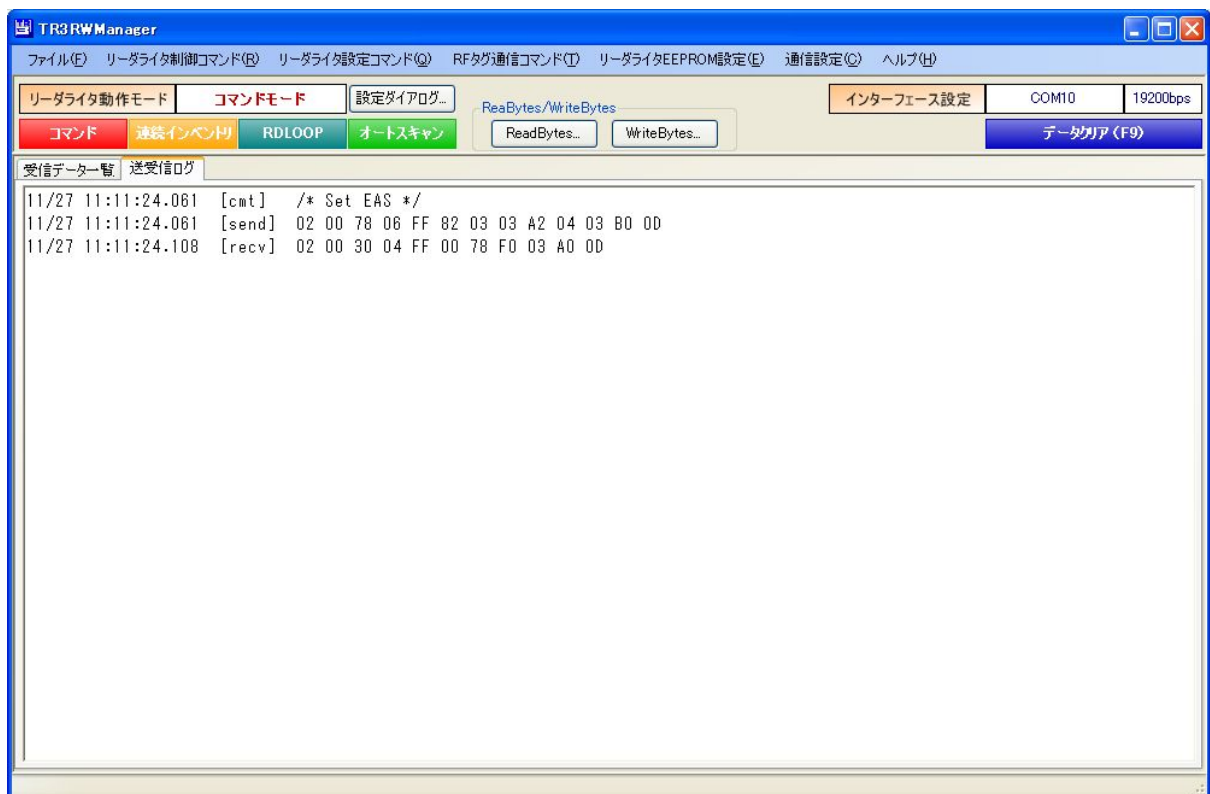 TR3RWManager
ファイル(F) リーダライタ制御コマンド(R) リーダライタ設定コマンド(Q) RFタグ通信コマンド(T) リーダライタEEPROM設定(E) 通信設定(C) ヘルプ(H)
リーダライタ動作モード コマンドモード 設定ダイアログ... ReaBytes/WriteBytes インターフェース設定 COM10 19200bps
コマンド 連続インベントリ RDLOOP オートスキャン ReadBytes... WriteBytes... データクリア (F9)
受信データ一覧 送受信ログ
11/27 11:11:24.061 [cmt] /* Set EAS */
11/27 11:11:24.061 [send] 02 00 78 06 FF 82 03 03 A2 04 03 B0 0D
11/27 11:11:24.108 [recv] 02 00 30 04 FF 00 78 F0 03 A0 0D